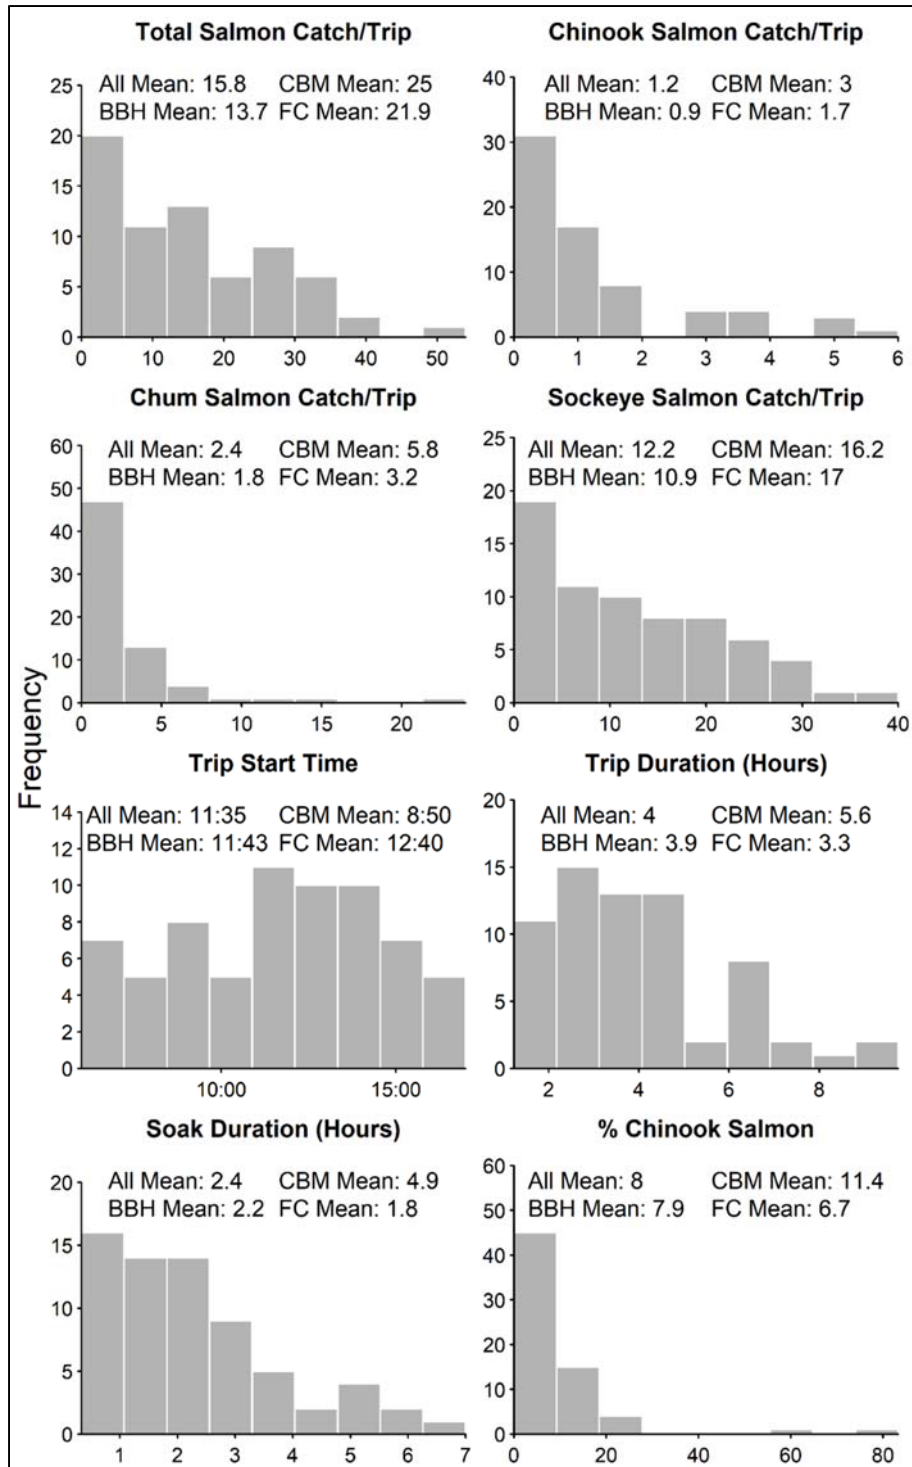 Total Salmon Catch/Trip
All Mean: 15.8 CBM Mean: 25
BBH Mean: 13.7 FC Mean: 21.9
25
20
15
10
5
0
0 10 20 30 40 50
Chinook Salmon Catch/Trip
All Mean: 1.2 CBM Mean: 3
BBH Mean: 0.9 FC Mean: 1.7
40
30
20
10
0
0 1 2 3 4 5 6
Chum Salmon Catch/Trip
All Mean: 2.4 CBM Mean: 5.8
BBH Mean: 1.8 FC Mean: 3.2
60
50
40
30
20
10
0
0 5 10 15 20
Sockeye Salmon Catch/Trip
All Mean: 12.2 CBM Mean: 16.2
BBH Mean: 10.9 FC Mean: 17
25
20
15
10
5
0
0 10 20 30 40
Frequency
Trip Start Time
All Mean: 11:35 CBM Mean: 8:50
BBH Mean: 11:43 FC Mean: 12:40
14
12
10
8
6
4
2
0
10:00 15:00
Trip Duration (Hours)
All Mean: 4 CBM Mean: 5.6
BBH Mean: 3.9 FC Mean: 3.3
20
15
10
5
0
2 4 6 8
Soak Duration (Hours)
All Mean: 2.4 CBM Mean: 4.9
BBH Mean: 2.2 FC Mean: 1.8
20
15
10
5
0
1 2 3 4 5 6 7
% Chinook Salmon
All Mean: 8 CBM Mean: 11.4
BBH Mean: 7.9 FC Mean: 6.7
60
50
40
30
20
10
0
0 20 40 60 80